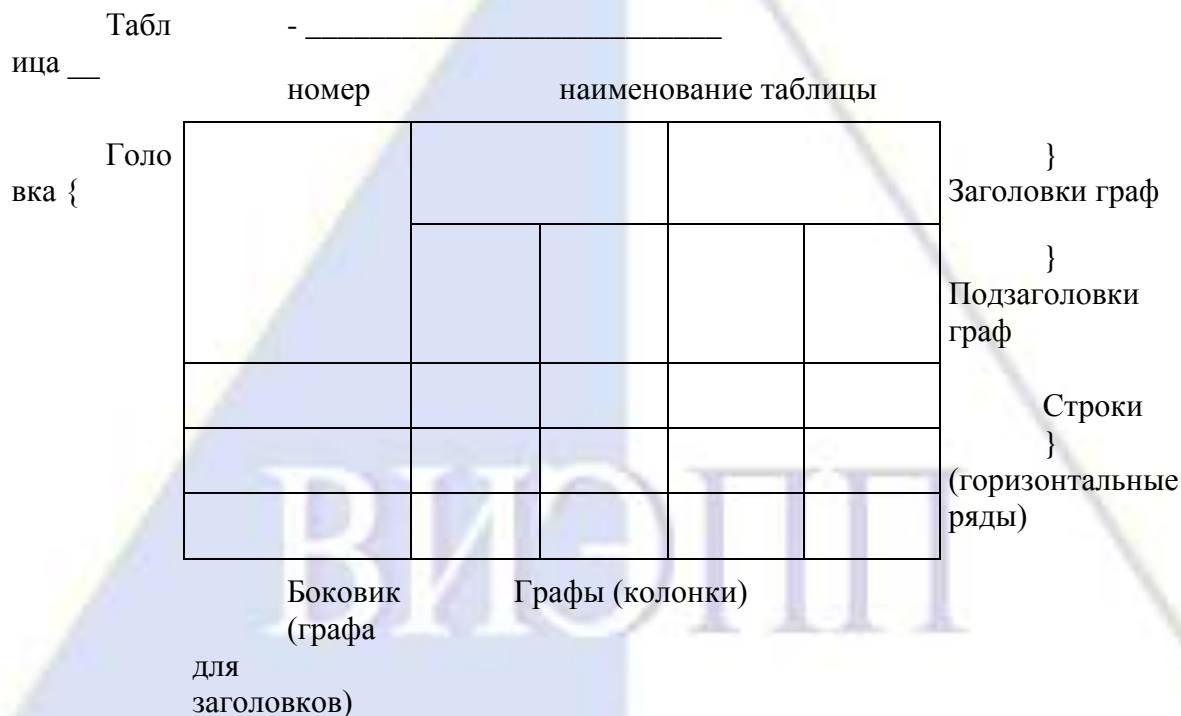 Табл - __________________________
ица __
номер наименование таблицы
Голо }
вка { Заголовки граф
}
Подзаголовки
граф
Строки
}
(горизонтальные
ряды)
ВИЭПП
Боковик Графы (колонки)
(графа
для
заголовков)